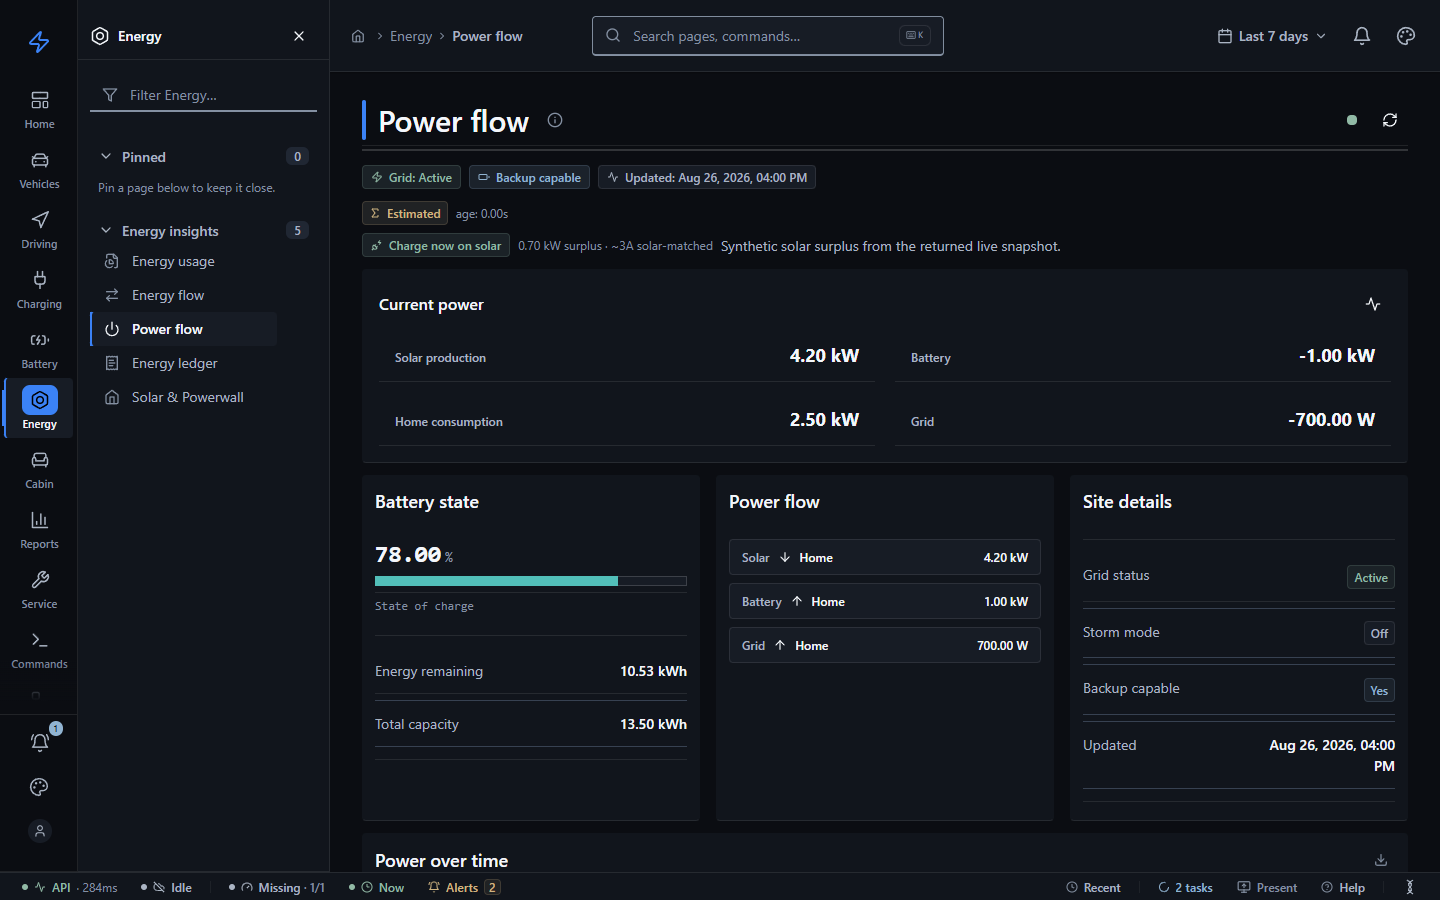 Home
Vehicles
Driving
Charging
Battery
Energy
Cabin
Reports
Service
Commands
1
Energy
Filter Energy...
Pinned 0
Pin a page below to keep it close.
Energy insights 5
Energy usage
Energy flow
Power flow
Energy ledger
Solar & Powerwall
Energy Power flow
Search pages, commands... K
Last 7 days
Power flow
Grid: Active Backup capable Updated: Aug 26, 2026, 04:00 PM
Estimated age: 0.00s
Charge now on solar 0.70 kW surplus · ~3A solar-matched Synthetic solar surplus from the returned live snapshot.
Current power
Solar production 4.20 kW
Battery -1.00 kW
Home consumption 2.50 kW
Grid -700.00 W
Battery state
78.00 %
State of charge
Energy remaining 10.53 kWh
Total capacity 13.50 kWh
Power flow
Solar ↓ Home 4.20 kW
Battery ↑ Home 1.00 kW
Grid ↑ Home 700.00 W
Site details
Grid status Active
Storm mode Off
Backup capable Yes
Updated Aug 26, 2026, 04:00
PM
Power over time
API · 284ms Idle Missing · 1/1 Now Alerts 2 Recent 2 tasks Present Help